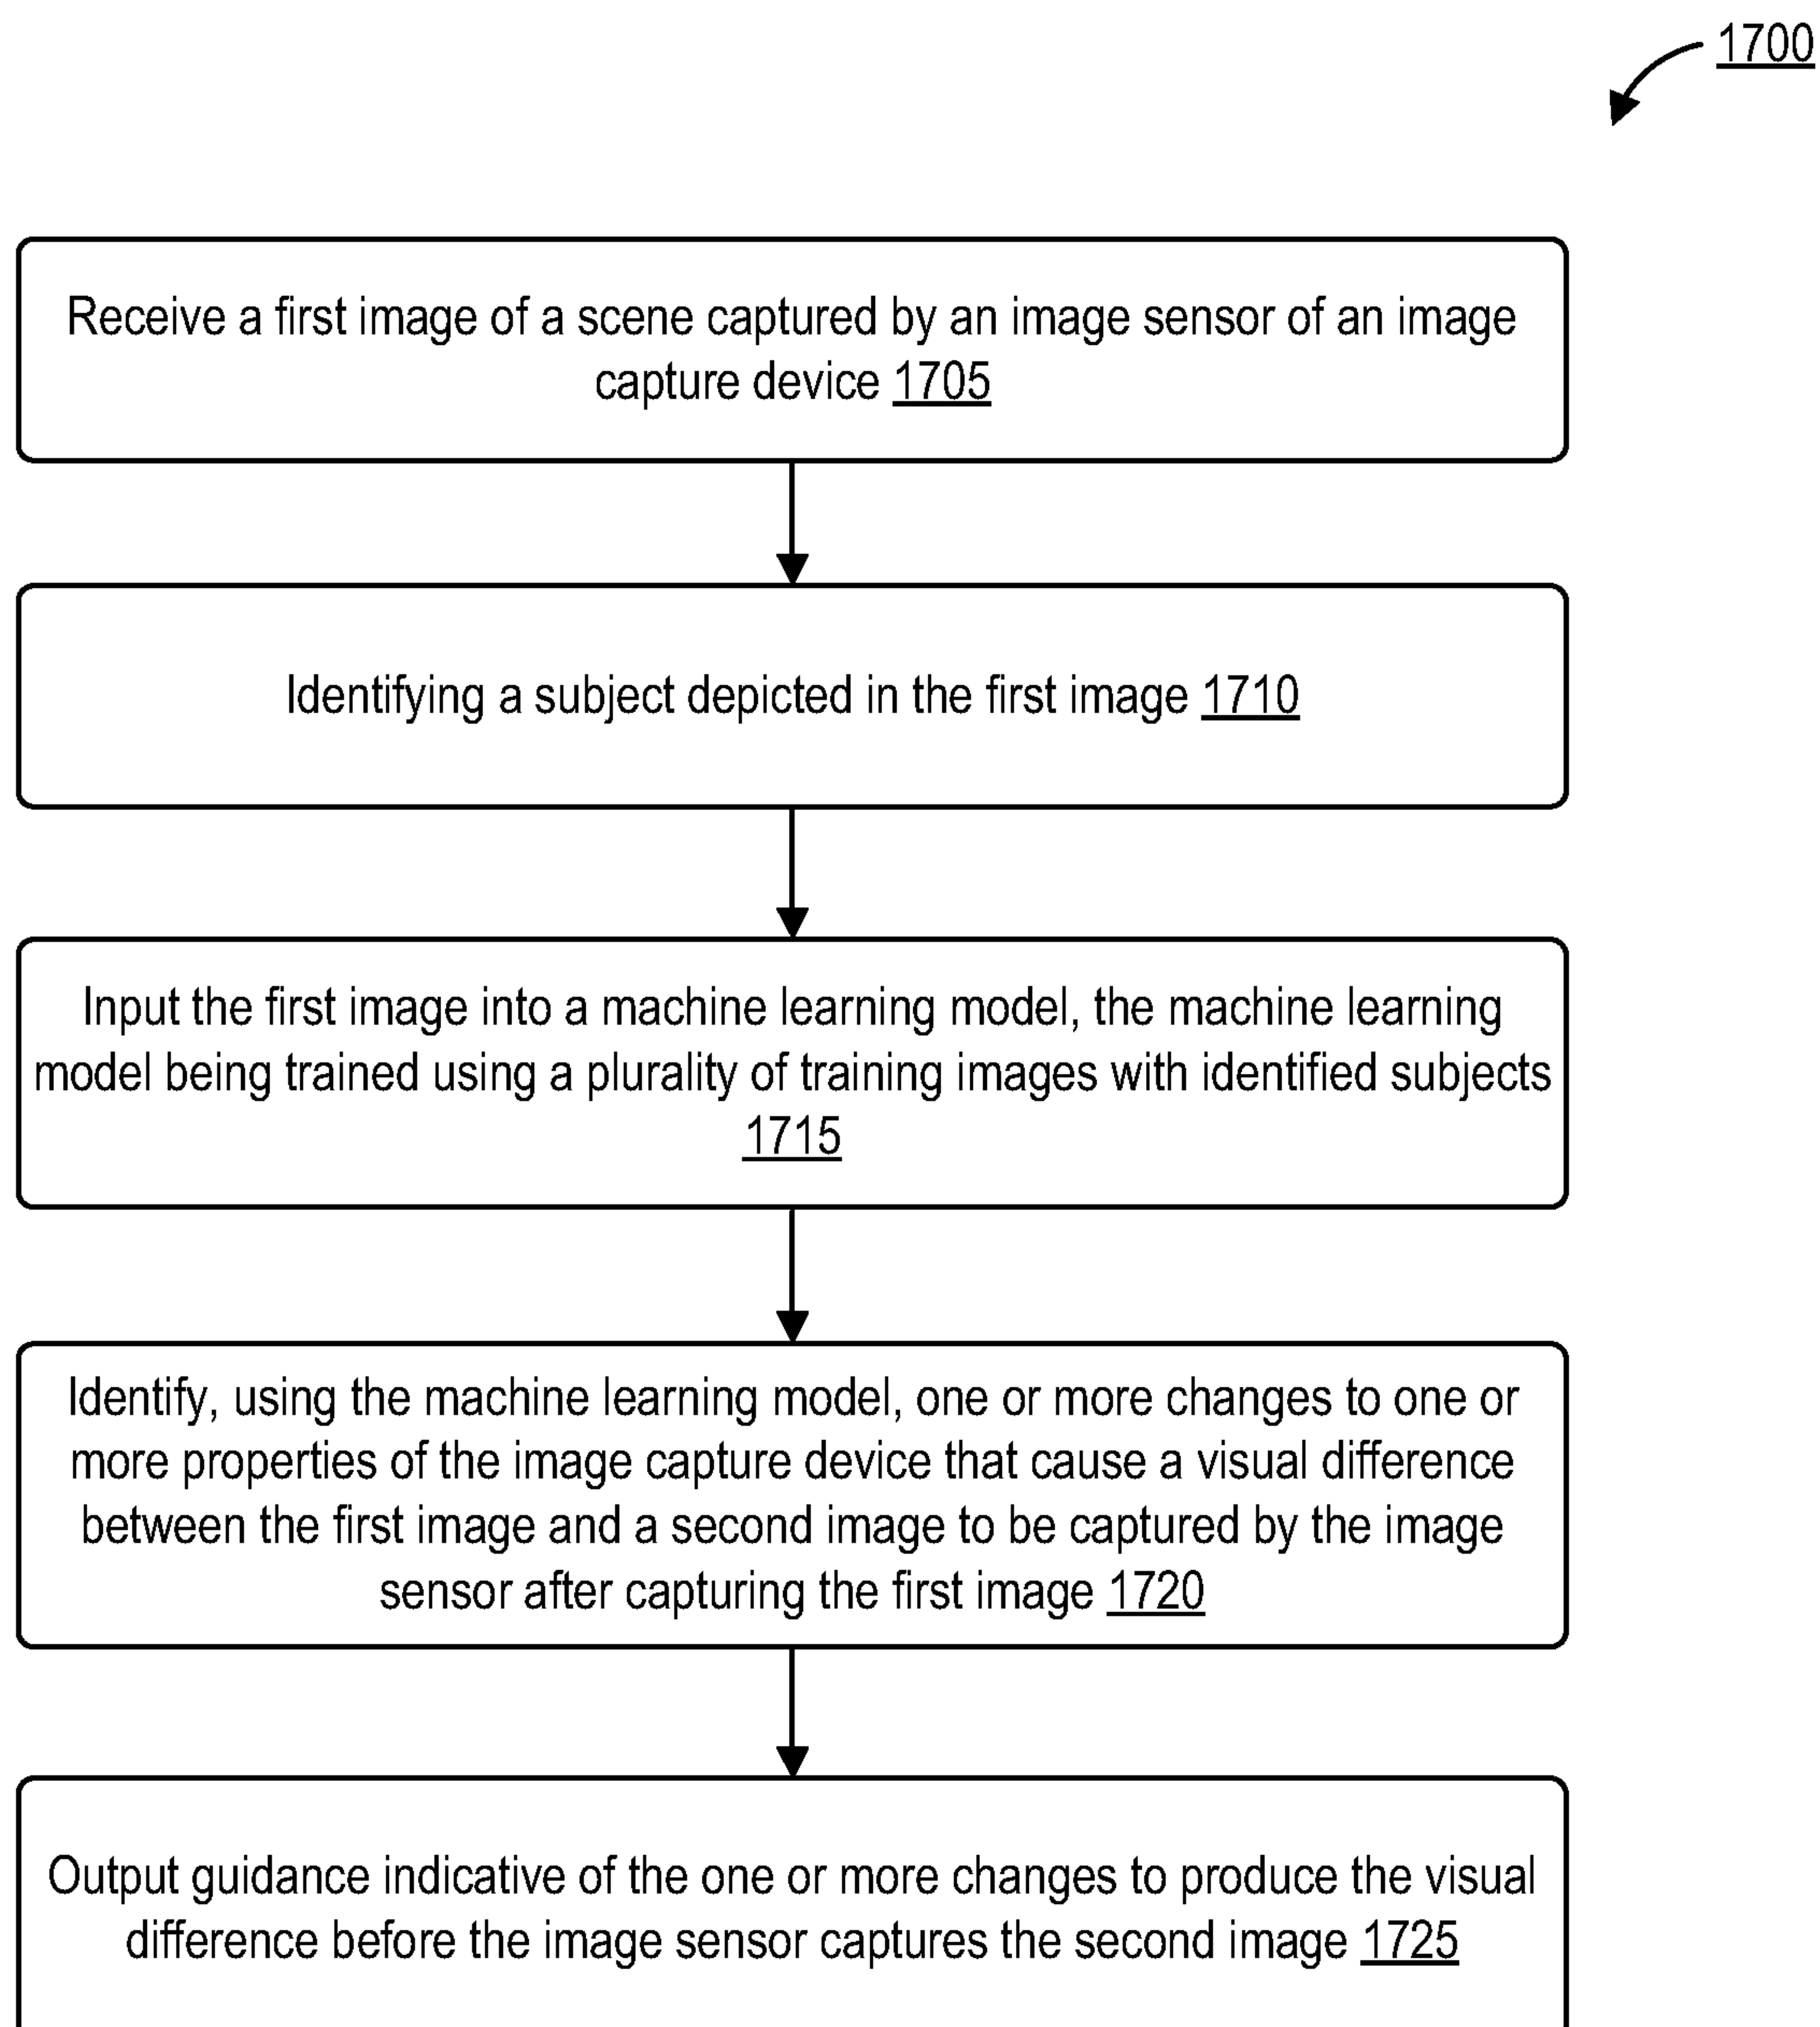 1700
Receive a first image of a scene captured by an image sensor of an image
capture device 1705
Identifying a subject depicted in the first image 1710
Input the first image into a machine learning model, the machine learning
model being trained using a plurality of training images with identified subjects
1715
Identify, using the machine learning model, one or more changes to one or
more properties of the image capture device that cause a visual difference
between the first image and a second image to be captured by the image
sensor after capturing the first image 1720
Output guidance indicative of the one or more changes to produce the visual
difference before the image sensor captures the second image 1725